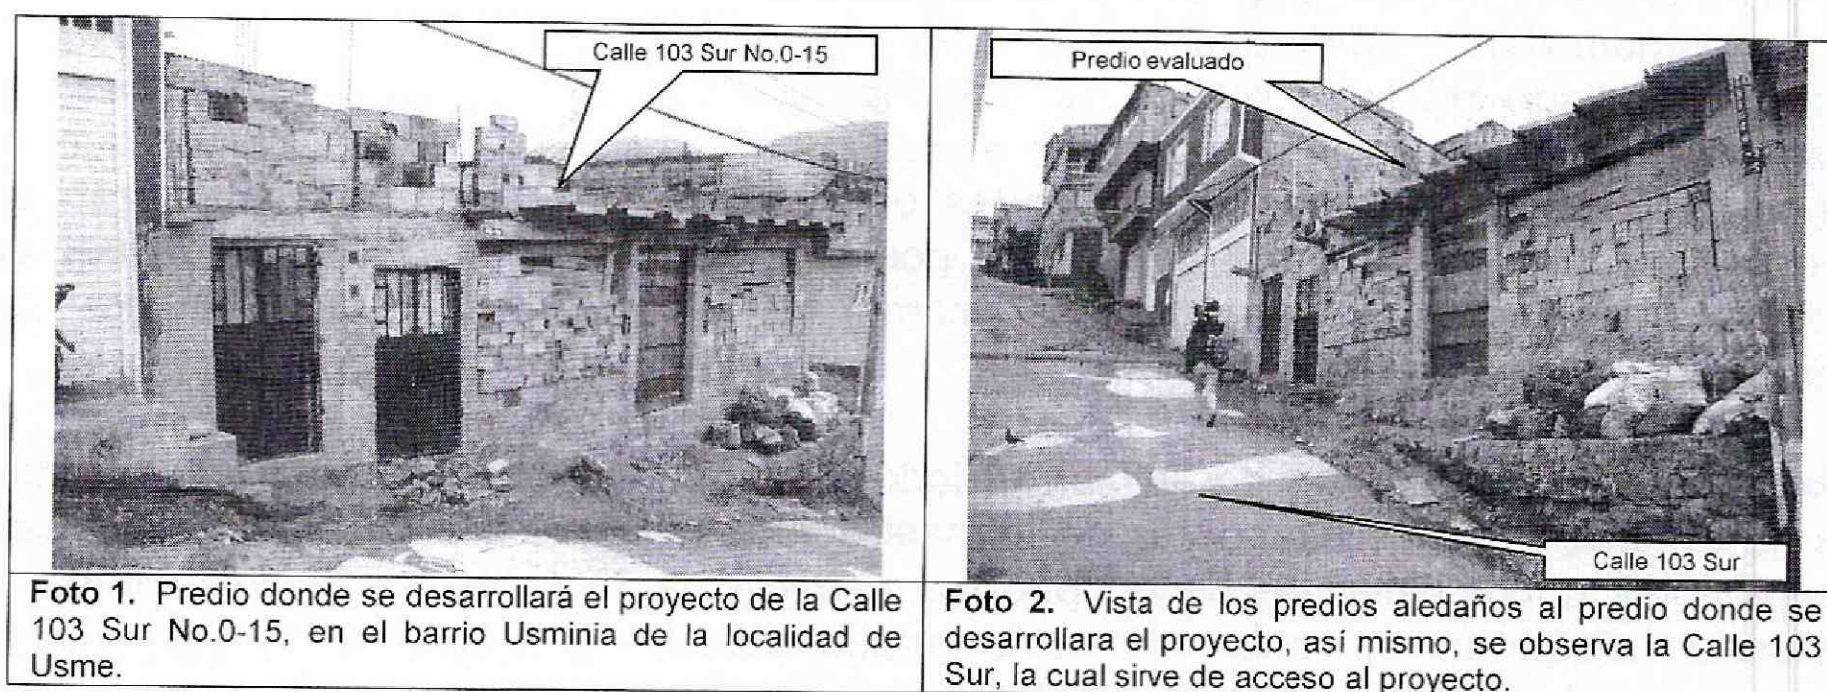 Calle 103 Sur No.0-15
Foto 1. Predio donde se desarrollará el proyecto de la Calle
103 Sur No.0-15, en el barrio Usminia de la localidad de
Usme.
Predio evaluado
Calle 103 Sur
Foto 2. Vista de los predios aledaños al predio donde se
desarrollara el proyecto, así mismo, se observa la Calle 103
Sur, la cual sirve de acceso al proyecto.